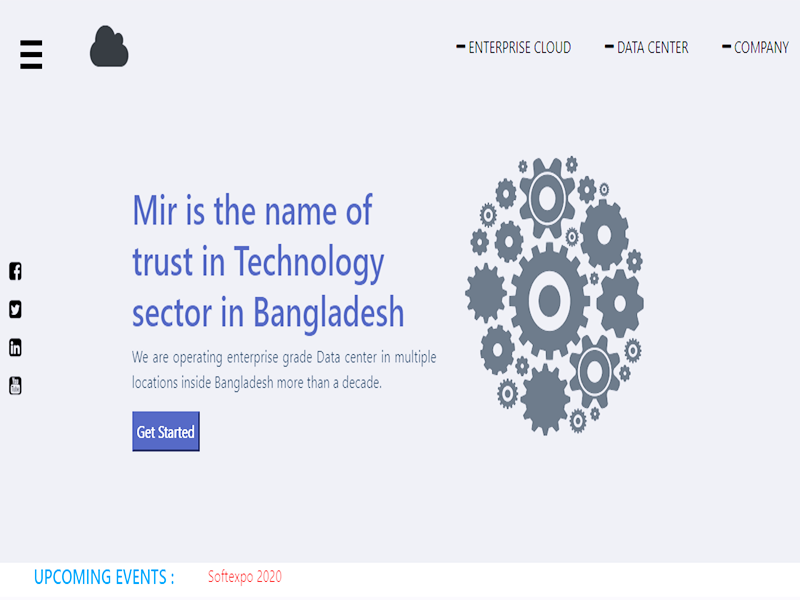 ENTERPRISE CLOUD
DATA CENTER
COMPANY
Mir is the name of
trust in Technology
sector in Bangladesh
We are operating enterprise grade Data center in multiple
locations inside Bangladesh more than a decade.
Get Started
UPCOMING EVENTS :
Softexpo 2020